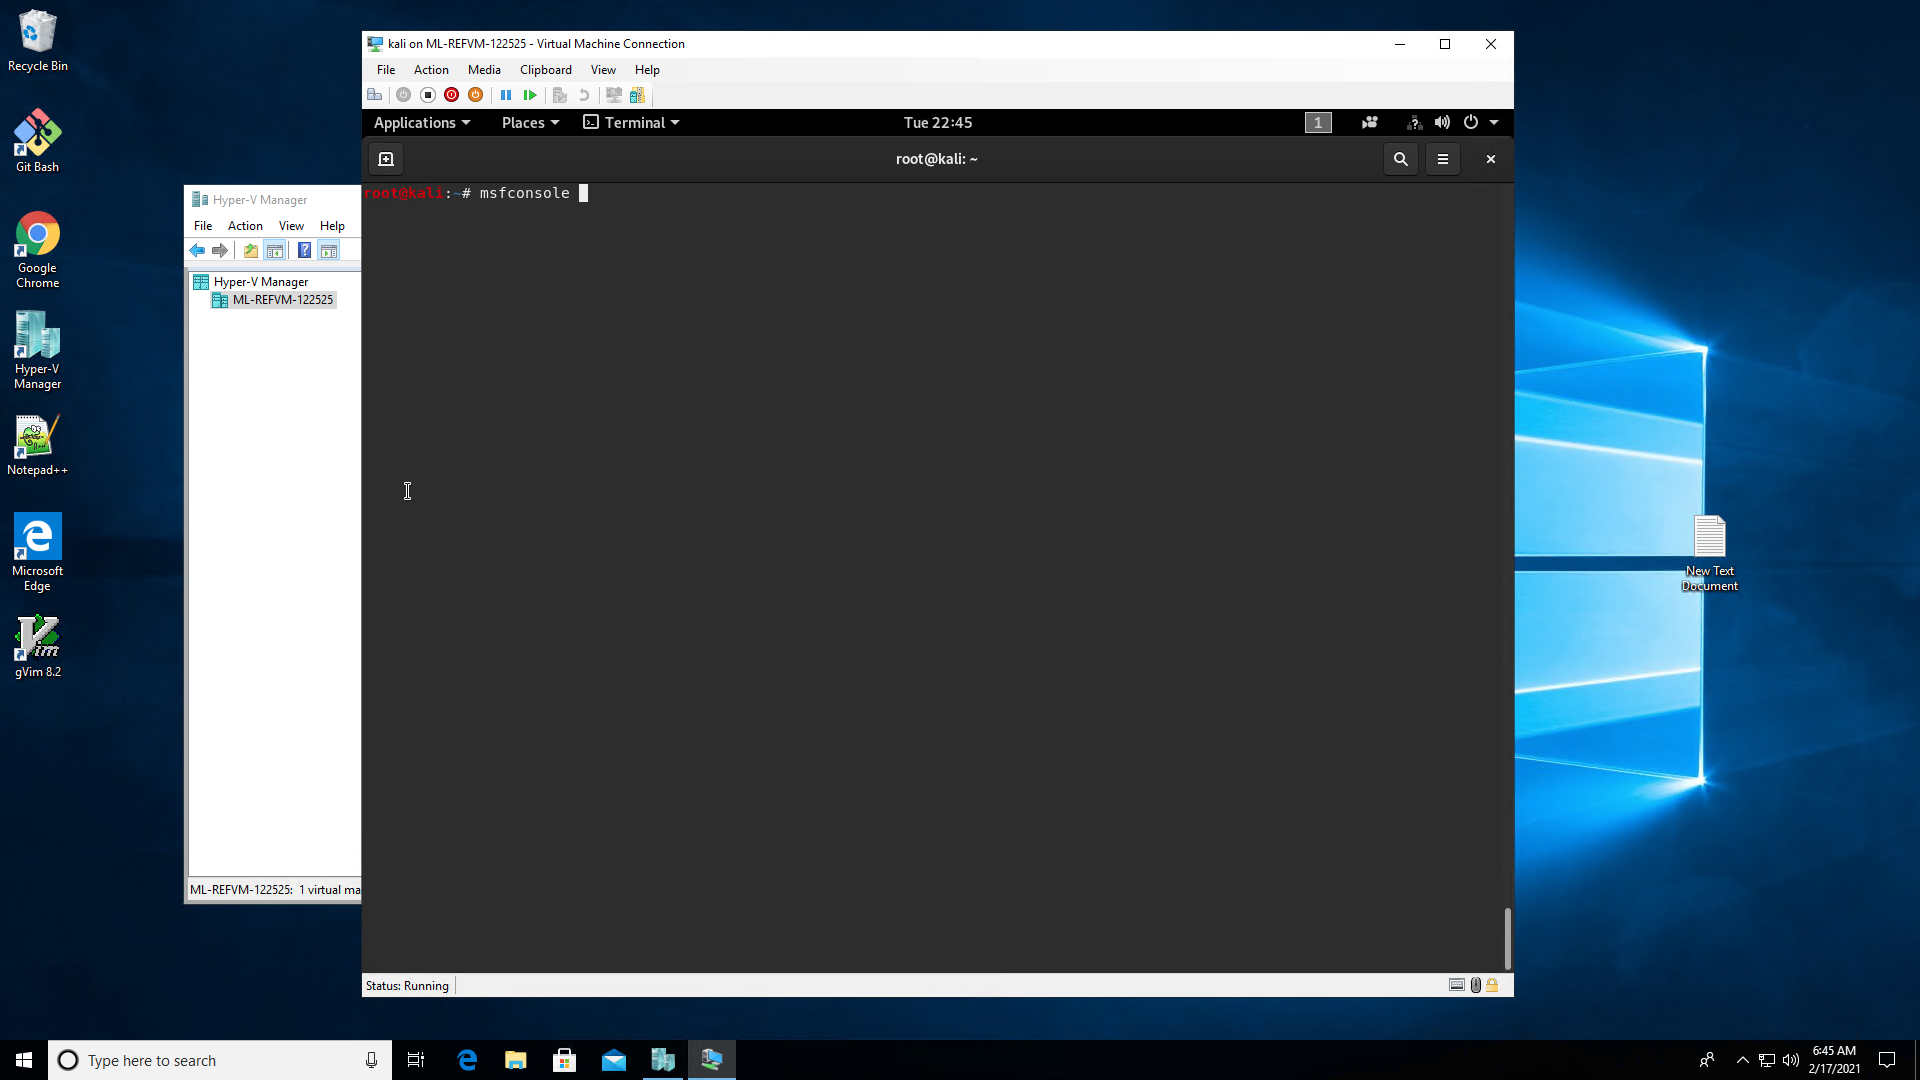 Recycle Bin
Git Bash
Google
Chrome
Hyper-V
Manager
Notepad++
Microsoft
Edge
gVim 8.2
Hyper-V Manager
File Action View Help
Hyper-V Manager
ML-REFVM-122525
ML-REFVM-122525: 1 virtual ma
kali on ML-REFVM-122525 - Virtual Machine Connection
File Action Media Clipboard View Help
Applications Places Terminal Tue 22:45 1
root@kali: ~
root@kali:~# msfconsole
Status: Running
New Text
Document
Type here to search
6:45 AM
2/17/2021